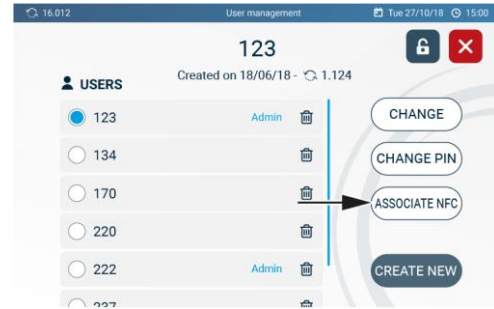 16.012 User management Tue 27/10/18 15:00
123
Created on 18/06/18 - 1.124
USERS
123 Admin
134
170
220
222 Admin
237
CHANGE
CHANGE PIN
ASSOCIATE NFC
CREATE NEW